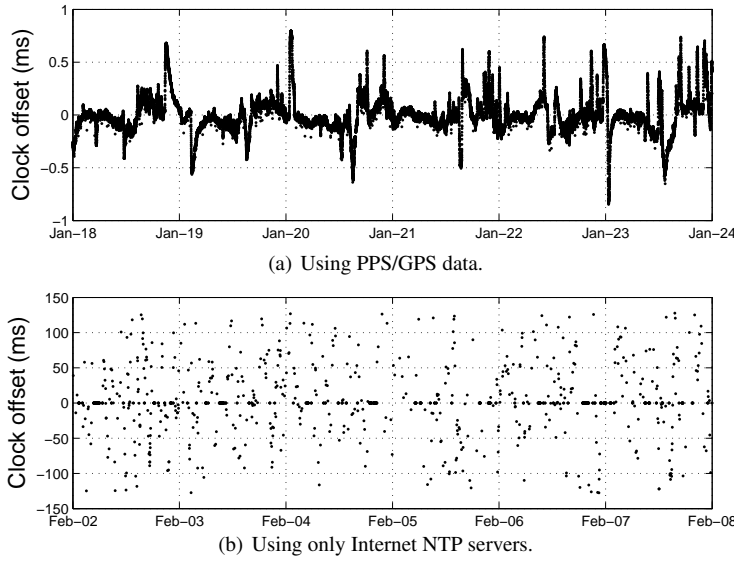 1
0.5
0
−0.5
−1
Clock offset (ms)
Jan−18 Jan−19 Jan−20 Jan−21 Jan−22 Jan−23 Jan−24
(a) Using PPS/GPS data.
150
100
50
0
−50
−100
−150
Clock offset (ms)
Feb−02 Feb−03 Feb−04 Feb−05 Feb−06 Feb−07 Feb−08
(b) Using only Internet NTP servers.